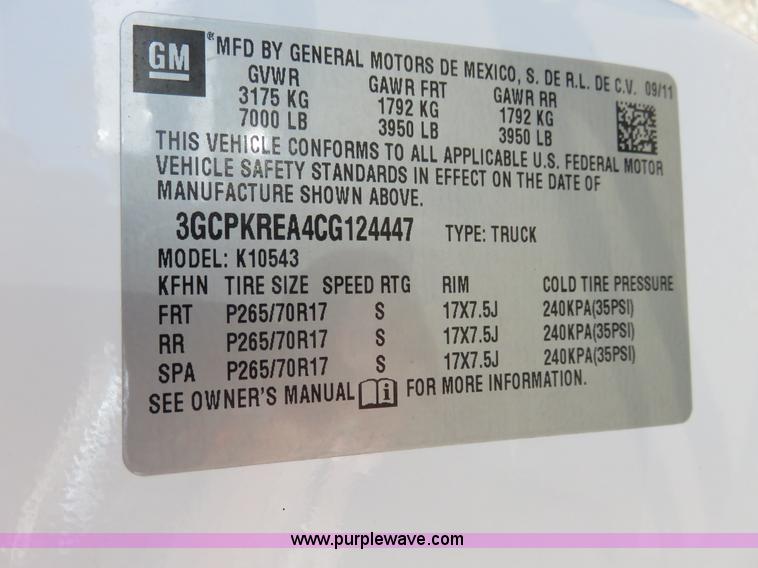 GM ® MFD BY GENERAL MOTORS DE MEXICO, S. DE R.L. DE C.V. 09/11
GVWR GAWR FRT GAWR RR
3175 KG 1792 KG 1792 KG
7000 LB 3950 LB 3950 LB
THIS VEHICLE CONFORMS TO ALL APPLICABLE U.S. FEDERAL MOTOR
VEHICLE SAFETY STANDARDS IN EFFECT ON THE DATE OF
MANUFACTURE SHOWN ABOVE.
3GCPKREA4CG124447 TYPE: TRUCK
MODEL: K10543
KFHN TIRE SIZE SPEED RTG RIM COLD TIRE PRESSURE
FRT P265/70R17 S 17X7.5J 240KPA(35PSI)
RR P265/70R17 S 17X7.5J 240KPA(35PSI)
SPA P265/70R17 S 17X7.5J 240KPA(35PSI)
SEE OWNER'S MANUAL i FOR MORE INFORMATION.
www.purplewave.com